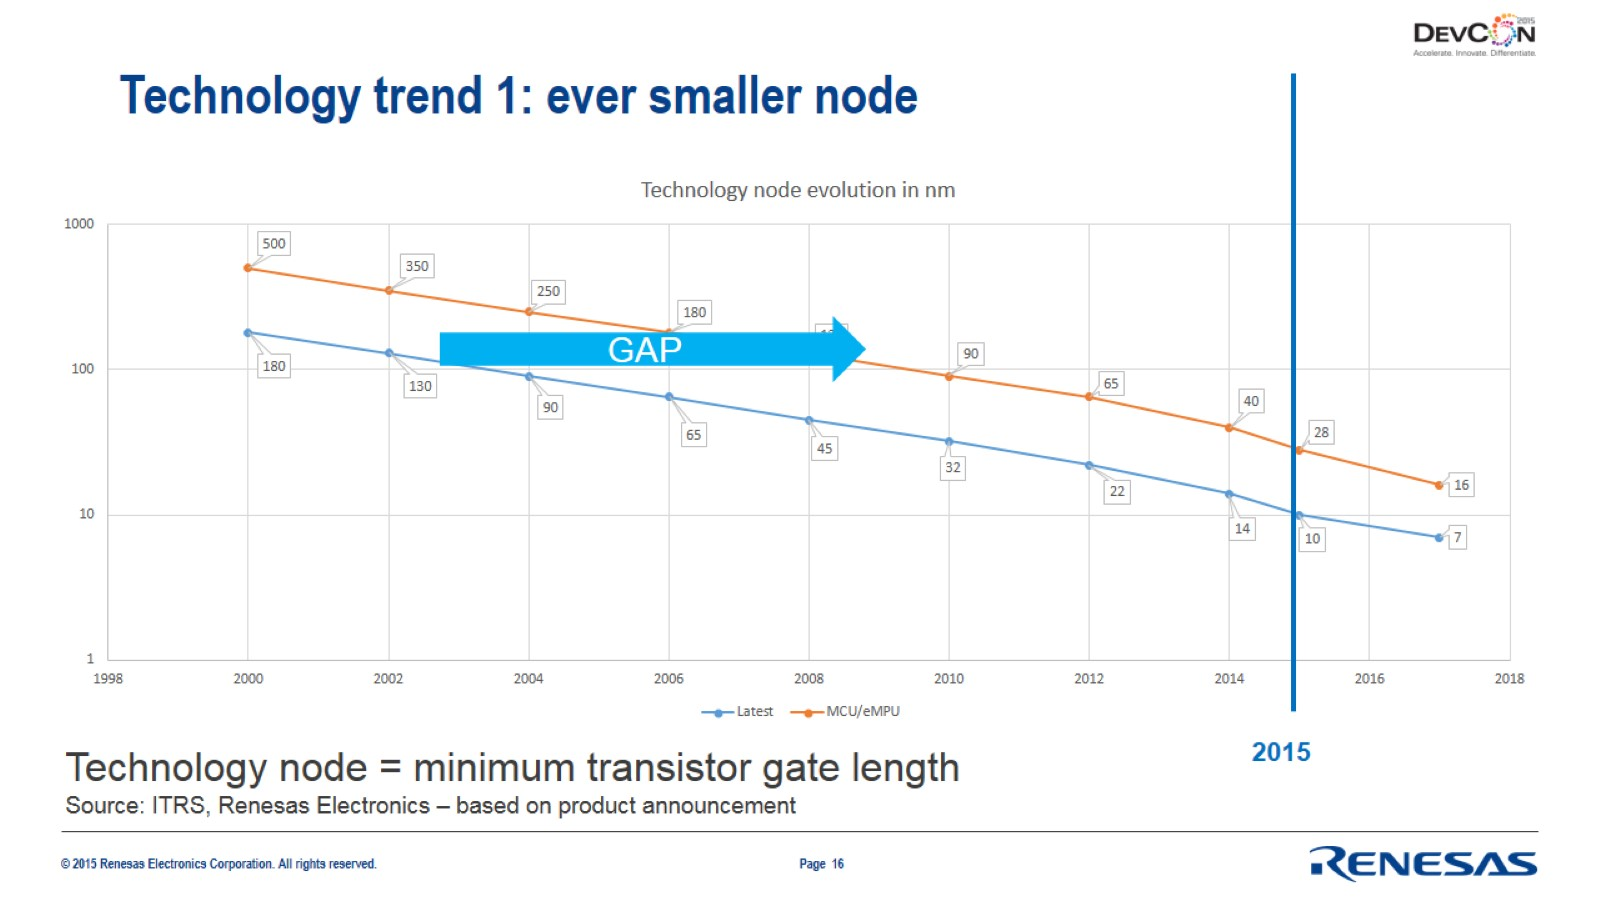 2015
DEVCON
Accelerate. Innovate. Differentiate.
Technology trend 1: ever smaller node
Technology node evolution in nm
1000
100
10
1
500
350
250
180
90
65
40
28
16
180
130
90
65
45
32
22
14
10
7
GAP
1998 2000 2002 2004 2006 2008 2010 2012 2014 2016 2018
Latest MCU/eMPU
2015
Technology node = minimum transistor gate length
Source: ITRS, Renesas Electronics – based on product announcement
© 2015 Renesas Electronics Corporation. All rights reserved.
Page 16
RENESAS